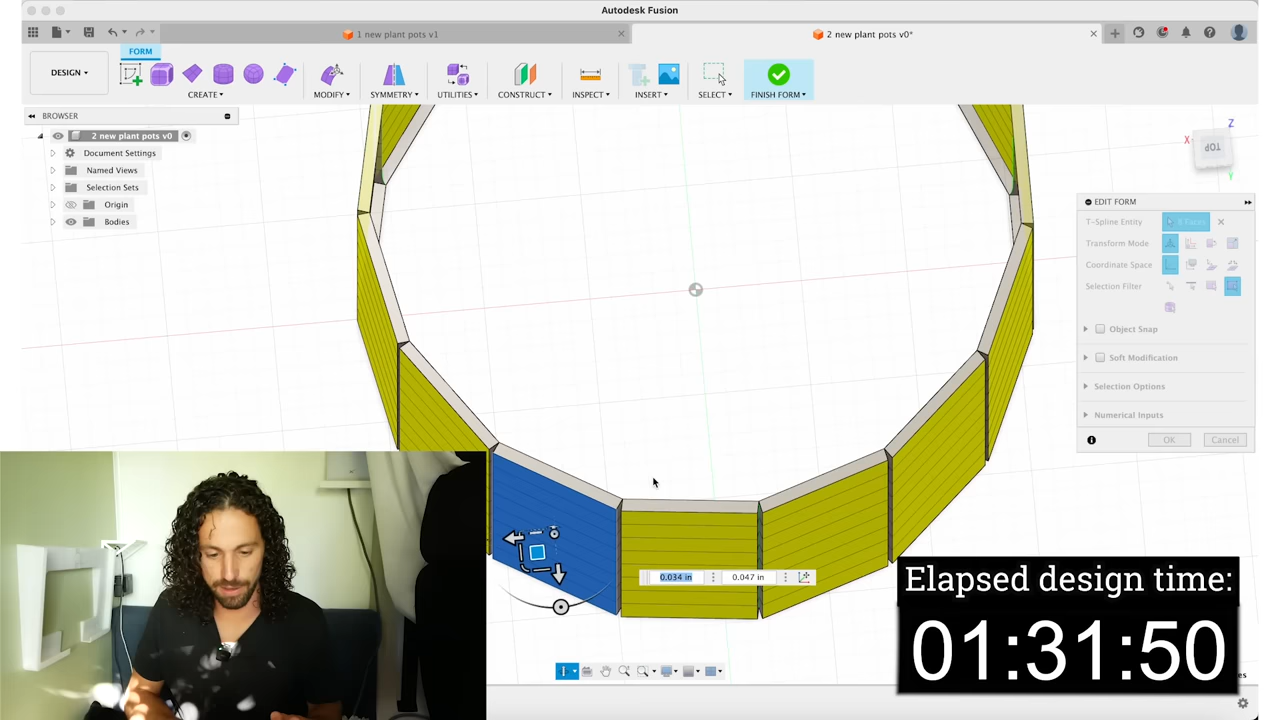 Autodesk Fusion
1 new plant pots v1
2 new plant pots v0*
FORM
DESIGN
CREATE
MODIFY
SYMMETRY
UTILITIES
CONSTRUCT
INSPECT
INSERT
SELECT
FINISH FORM
BROWSER
2 new plant pots v0
Document Settings
Named Views
Selection Sets
Origin
Bodies
Z
X
TOP
Y
EDIT FORM
T-Spline Entity
Transform Mode
Coordinate Space
Selection Filter
Object Snap
Soft Modification
Selection Options
Numerical Inputs
OK
Cancel
0.034 in
0.047 in
Elapsed design time:
01:31:50